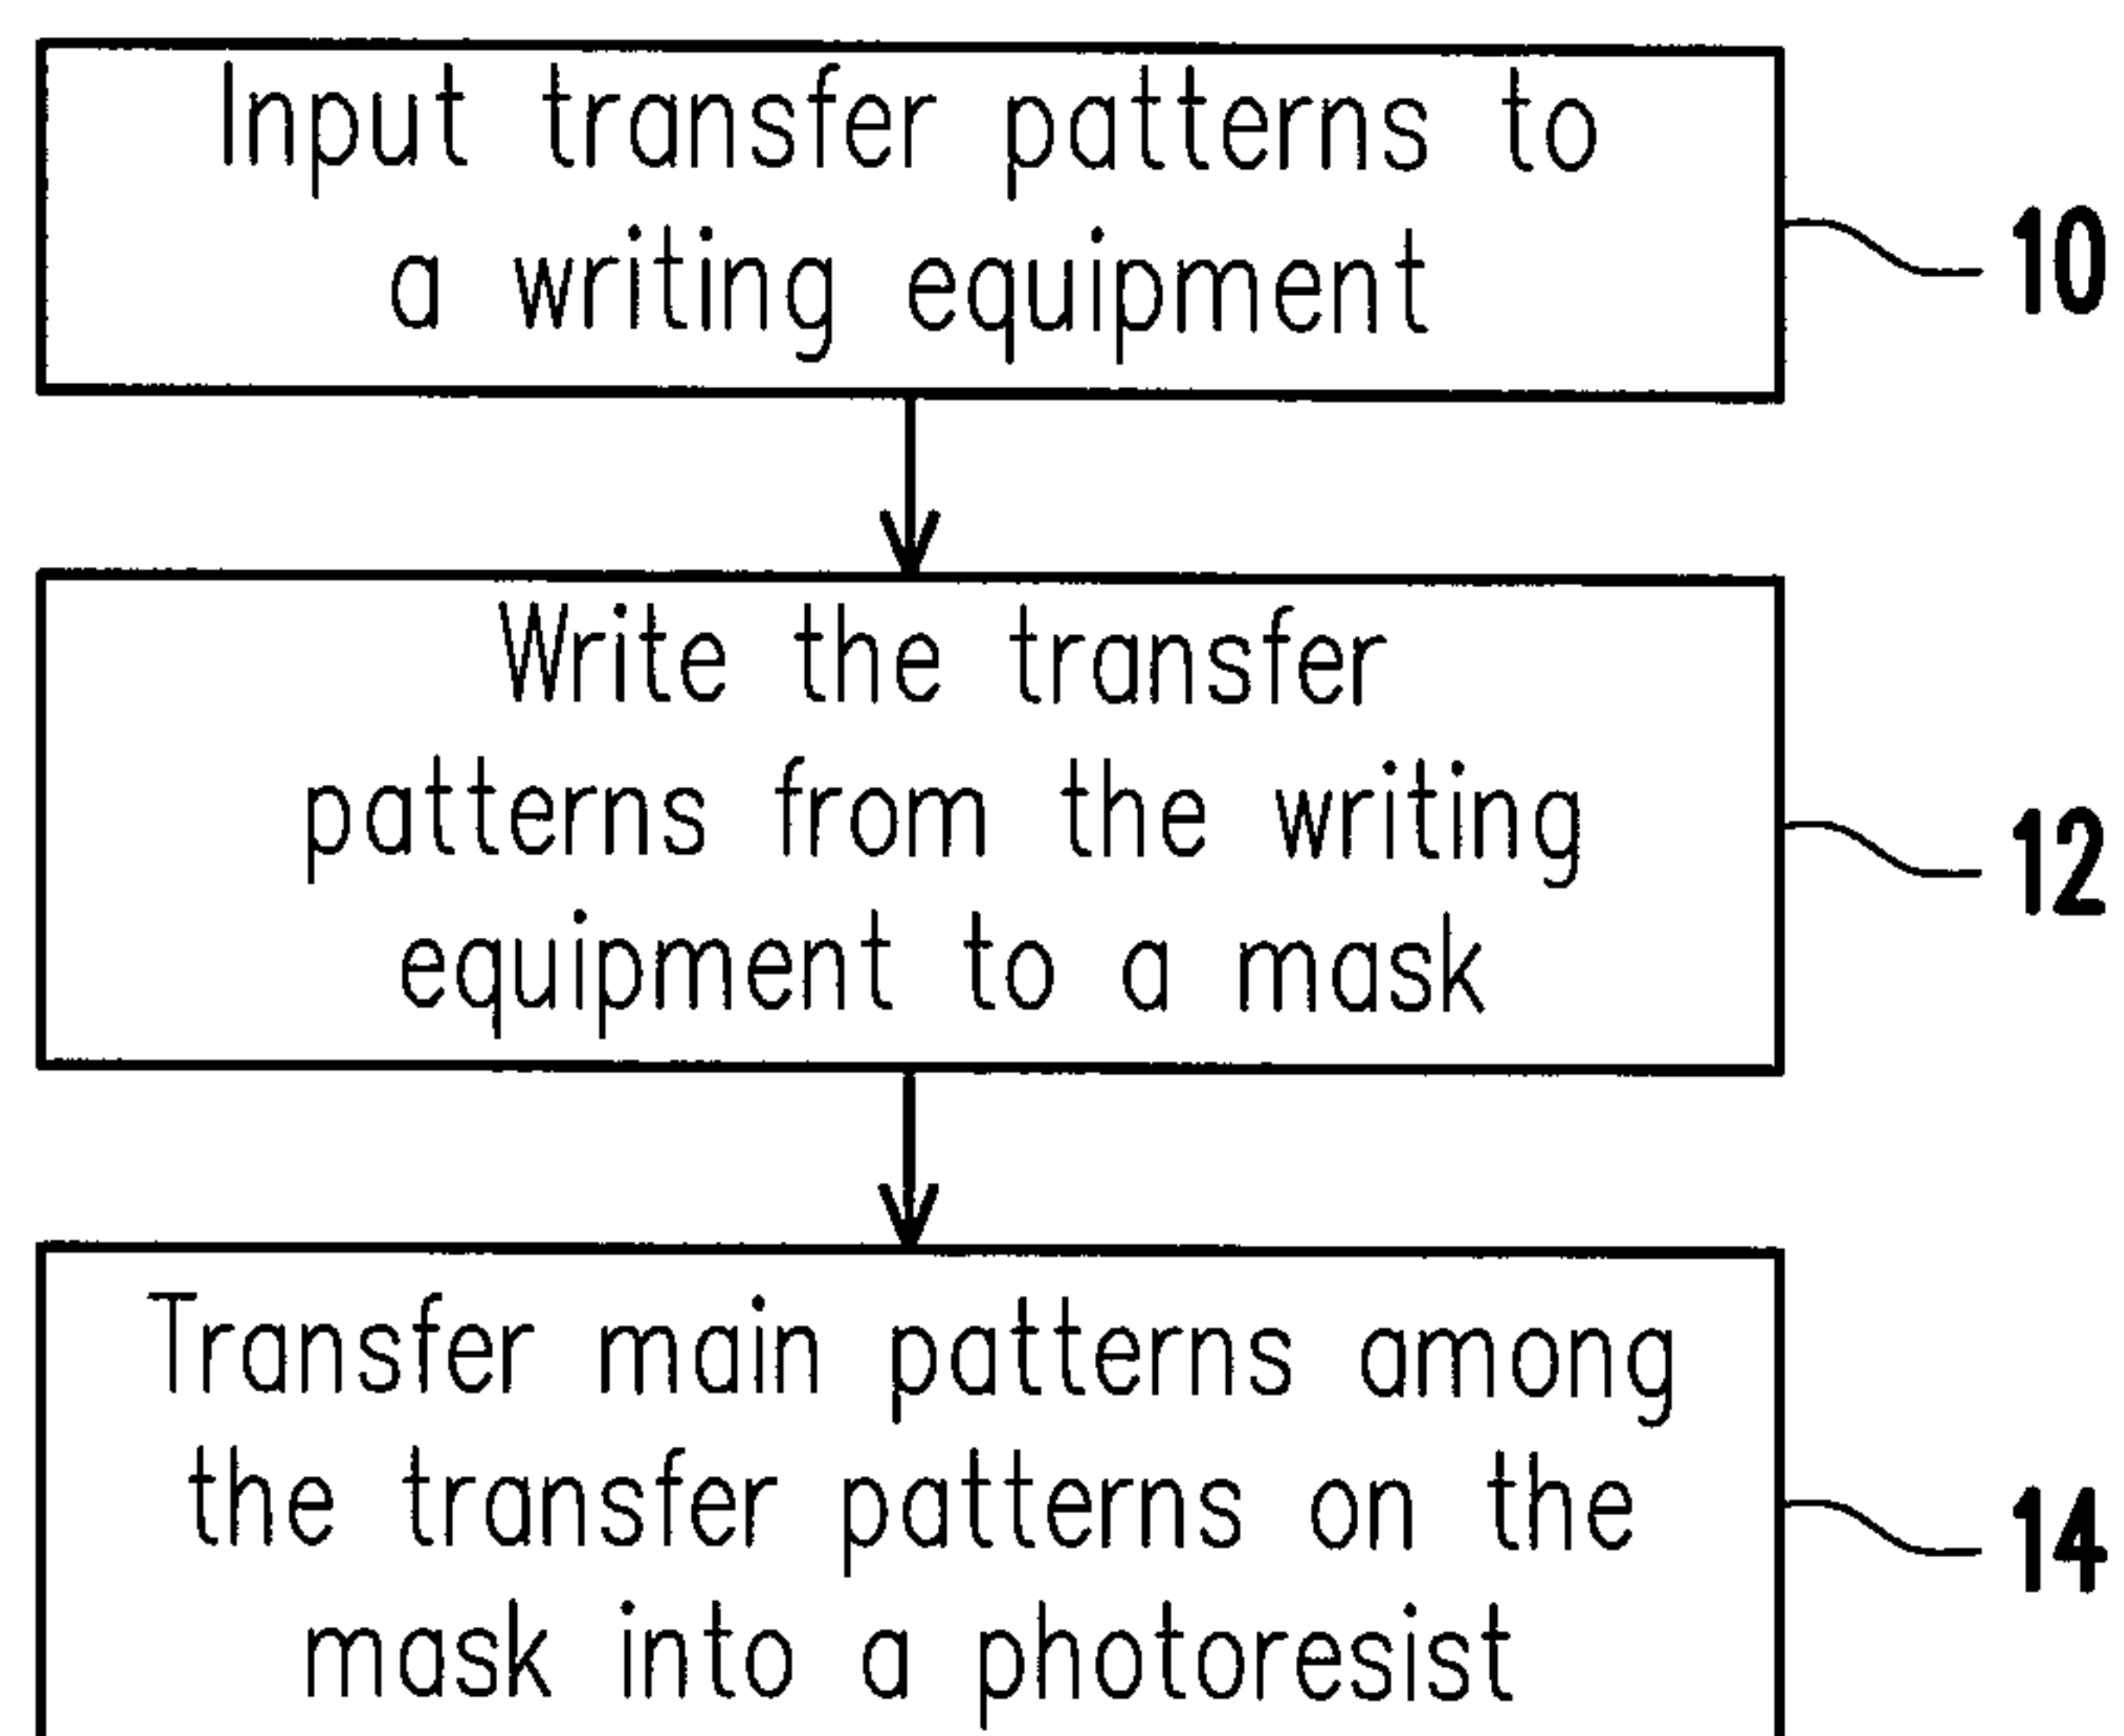 Input transfer patterns to
a writing equipment
10
Write the transfer
patterns from the writing
equipment to a mask
12
Transfer main patterns among
the transfer patterns on the
mask into a photoresist
14